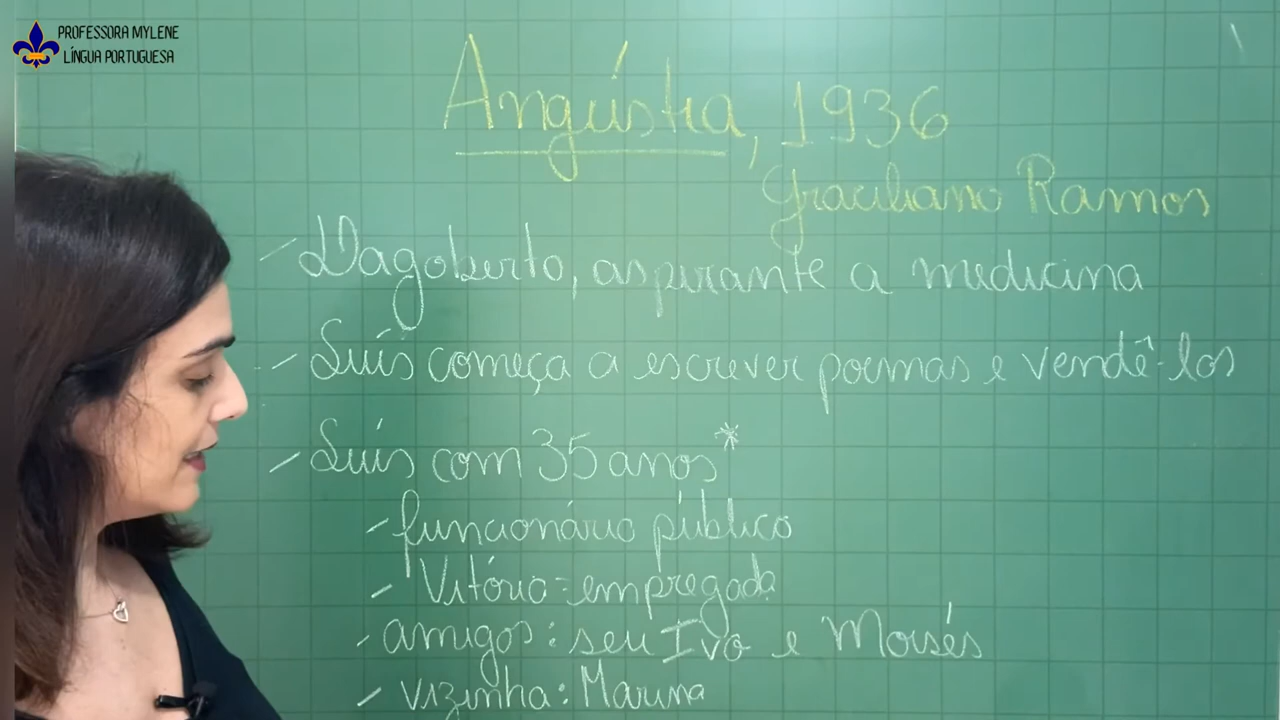 PROFESSORA MYLENE
LÍNGUA PORTUGUESA
Angústia, 1936
Graciliano Ramos
- Dagoberto, aspirante a medicina
- Luís começa a escrever poemas e vendê-los
- Luís com 35 anos*
- funcionário público
- Vitória = empregada
- amigos: seu Ivo e Moisés
- vizinha: Marina